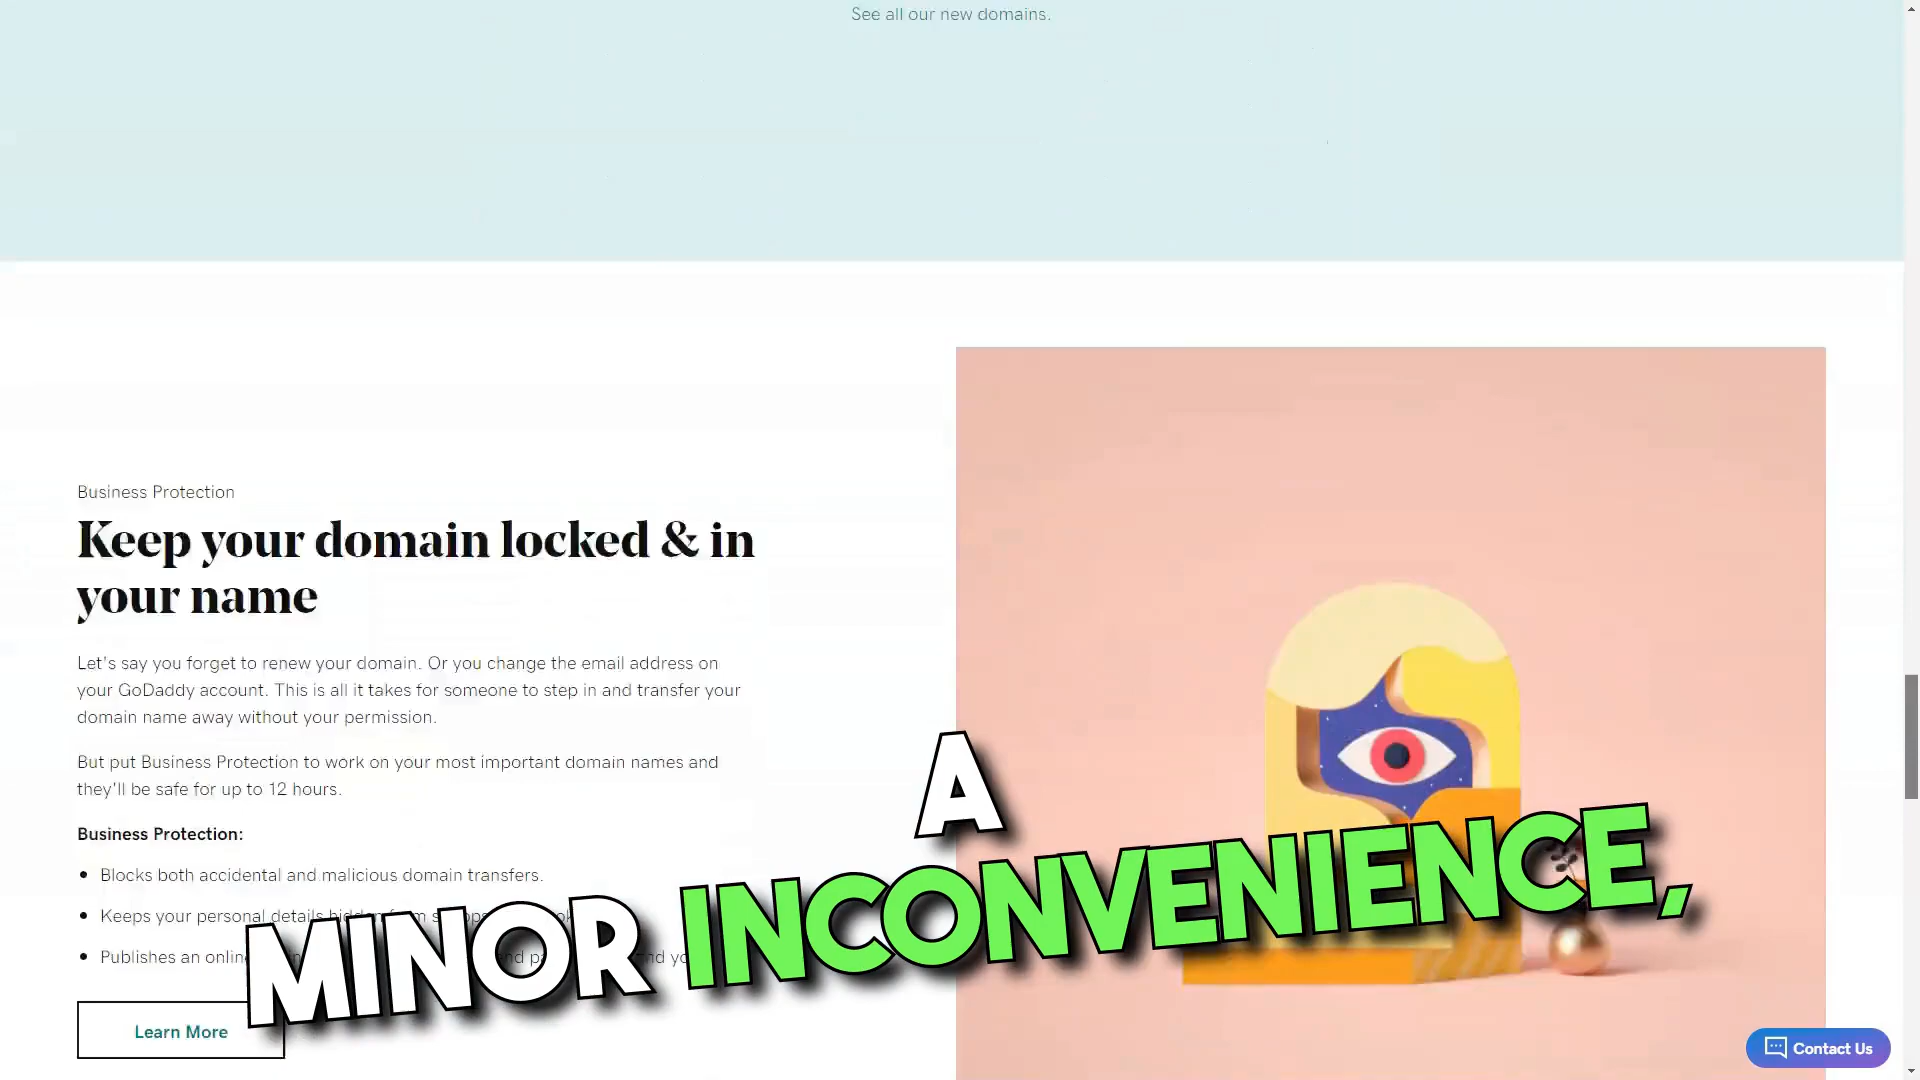 See all our new domains.
Business Protection
Keep your domain locked & in
your name
Let's say you forget to renew your domain. Or you change the email address on
your GoDaddy account. This is all it takes for someone to step in and transfer your
domain name away without your permission.
But put Business Protection to work on your most important domain names and
they'll be safe for up to 12 hours.
Business Protection:
Blocks both accidental and malicious domain transfers.
Keeps your personal details hidden from
Publishes an
A
MINOR INCONVENIENCE,
Learn More
Contact Us